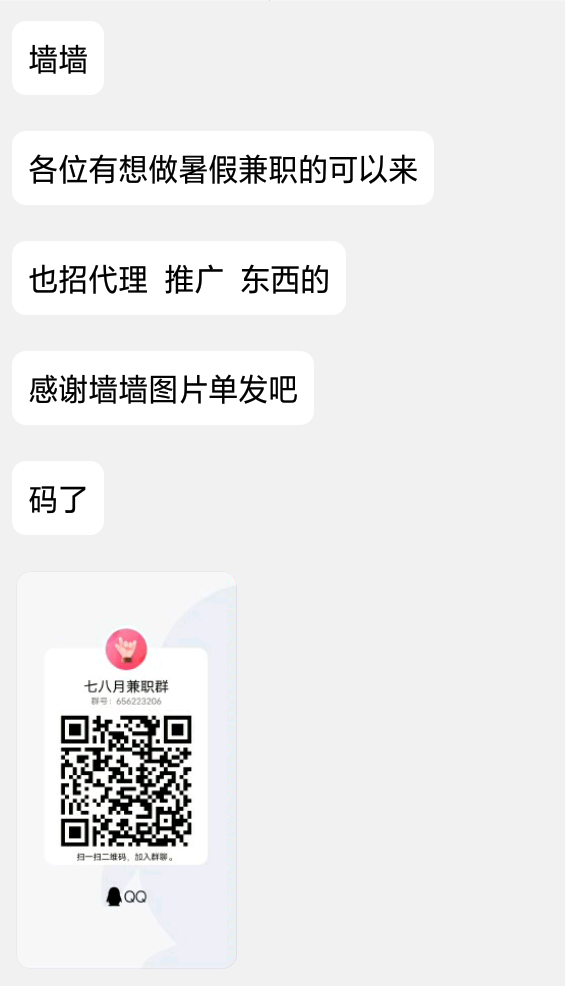 墙墙
各位有想做暑假兼职的可以来
也招代理 推广 东西的
感谢墙墙图片单发吧
码了
七八月兼职群
群号：656223206
扫一扫二维码，加入群聊。
QQ